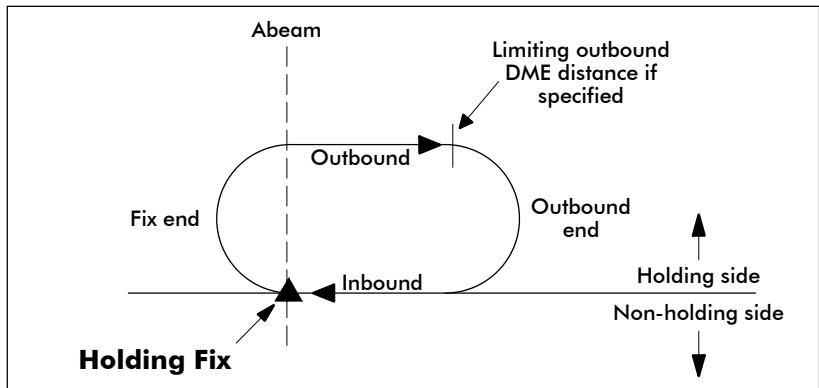 Abeam
Limiting outbound
DME distance if
specified
Outbound
Fix end
Outbound
end
Inbound
Holding side
Non-holding side
Holding Fix